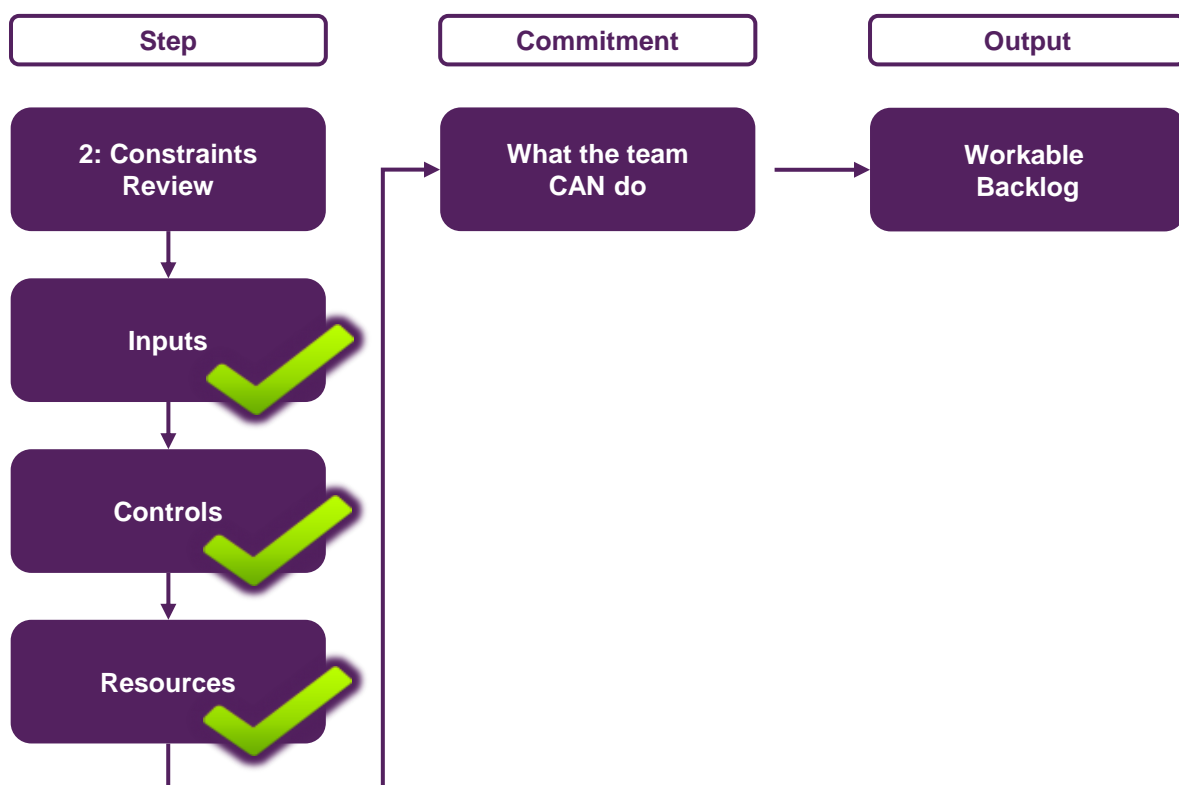 Step
Commitment
Output
2: Constraints
Review
What the team
CAN do
Workable
Backlog
Inputs
Controls
Resources